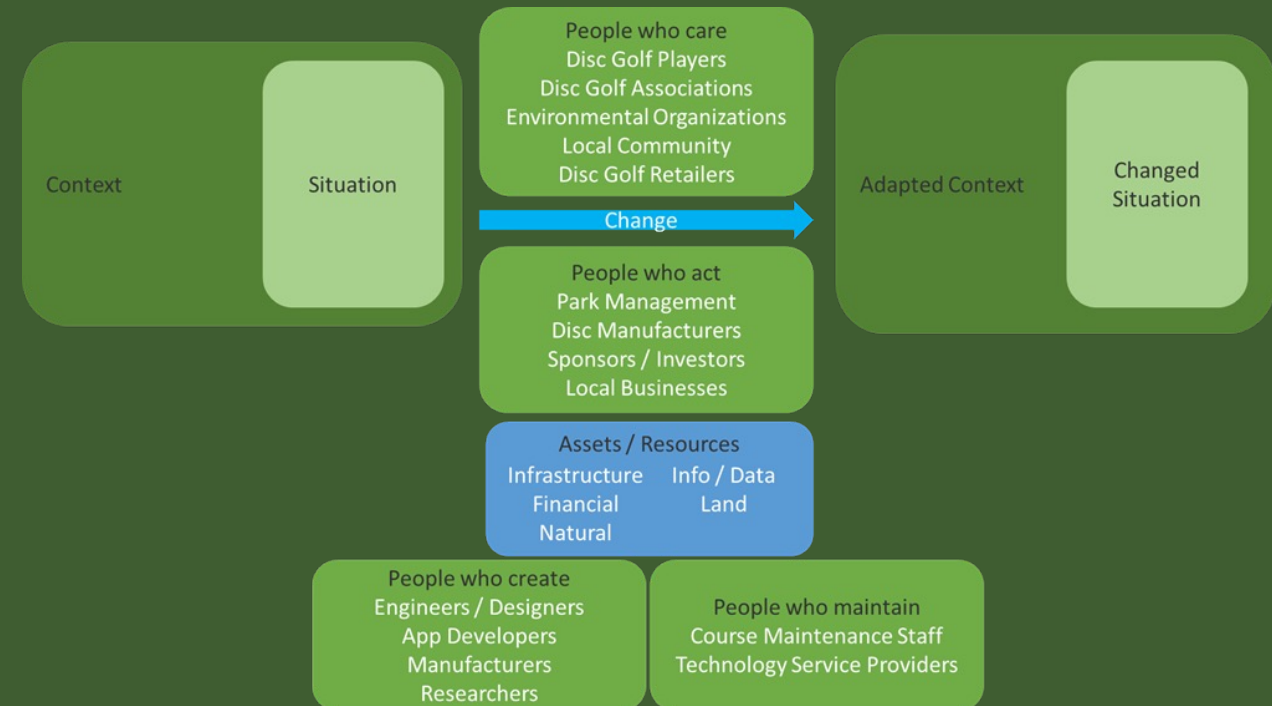 Context
Situation
People who care
Disc Golf Players
Disc Golf Associations
Environmental Organizations
Local Community
Disc Golf Retailers
Change
People who act
Park Management
Disc Manufacturers
Sponsors / Investors
Local Businesses
Adapted Context
Changed
Situation
Assets / Resources
Infrastructure Info / Data
Financial Land
Natural
People who create
Engineers / Designers
App Developers
Manufacturers
Researchers
People who maintain
Course Maintenance Staff
Technology Service Providers